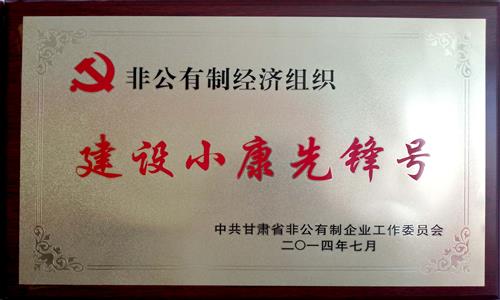 非公有制经济组织
建设小康先锋号
中共甘肃省非公有制企业工作委员会
二〇一四年七月